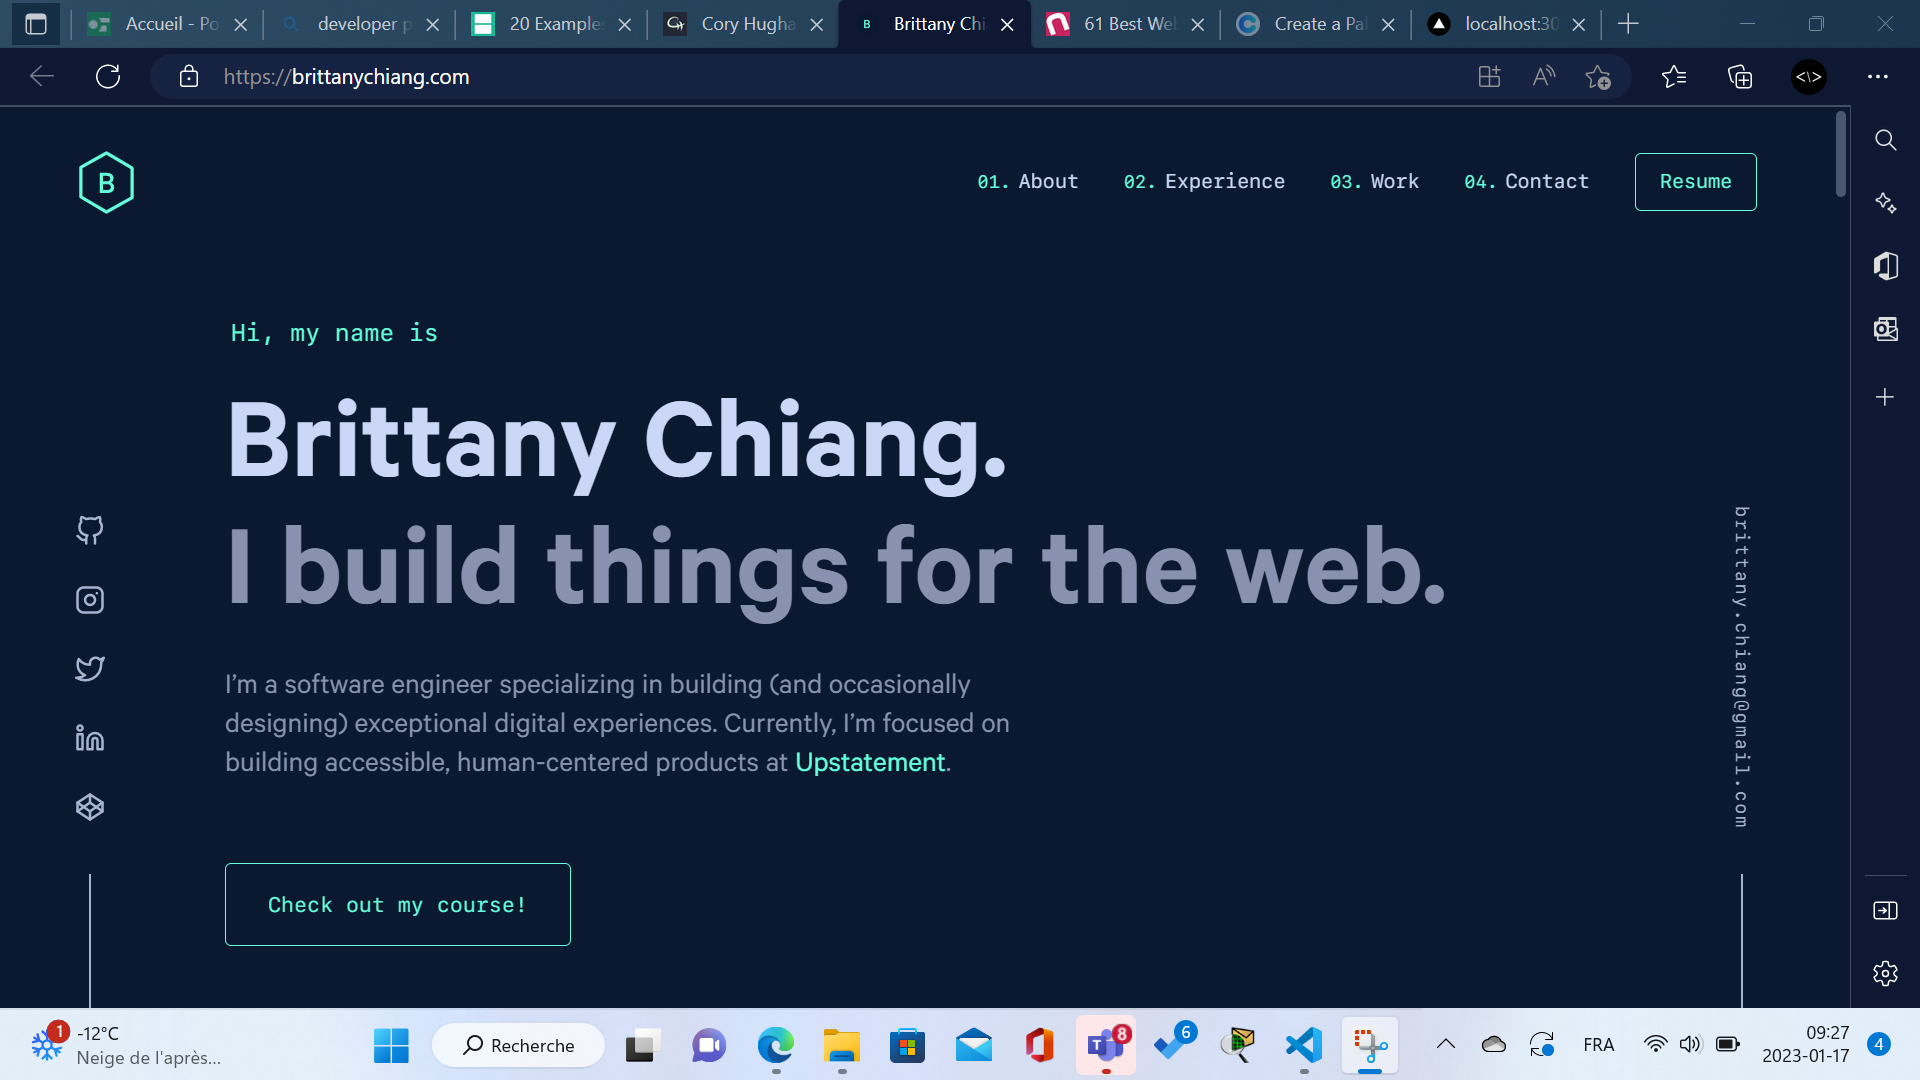 Accueil - Po
developer p
20 Examples
Cory Hugha
B
Brittany Chi
61 Best Web
Create a Pal
localhost:30
https://brittanychiang.com
B
01. About
02. Experience
03. Work
04. Contact
Resume
Hi, my name is
Brittany Chiang.
I build things for the web.
I’m a software engineer specializing in building (and occasionally
designing) exceptional digital experiences. Currently, I’m focused on
building accessible, human-centered products at Upstatement.
Check out my course!
brittany.chiang@gmail.com
1
-12°C
Neige de l'après...
Recherche
8
6
FRA
09:27
2023-01-17
4